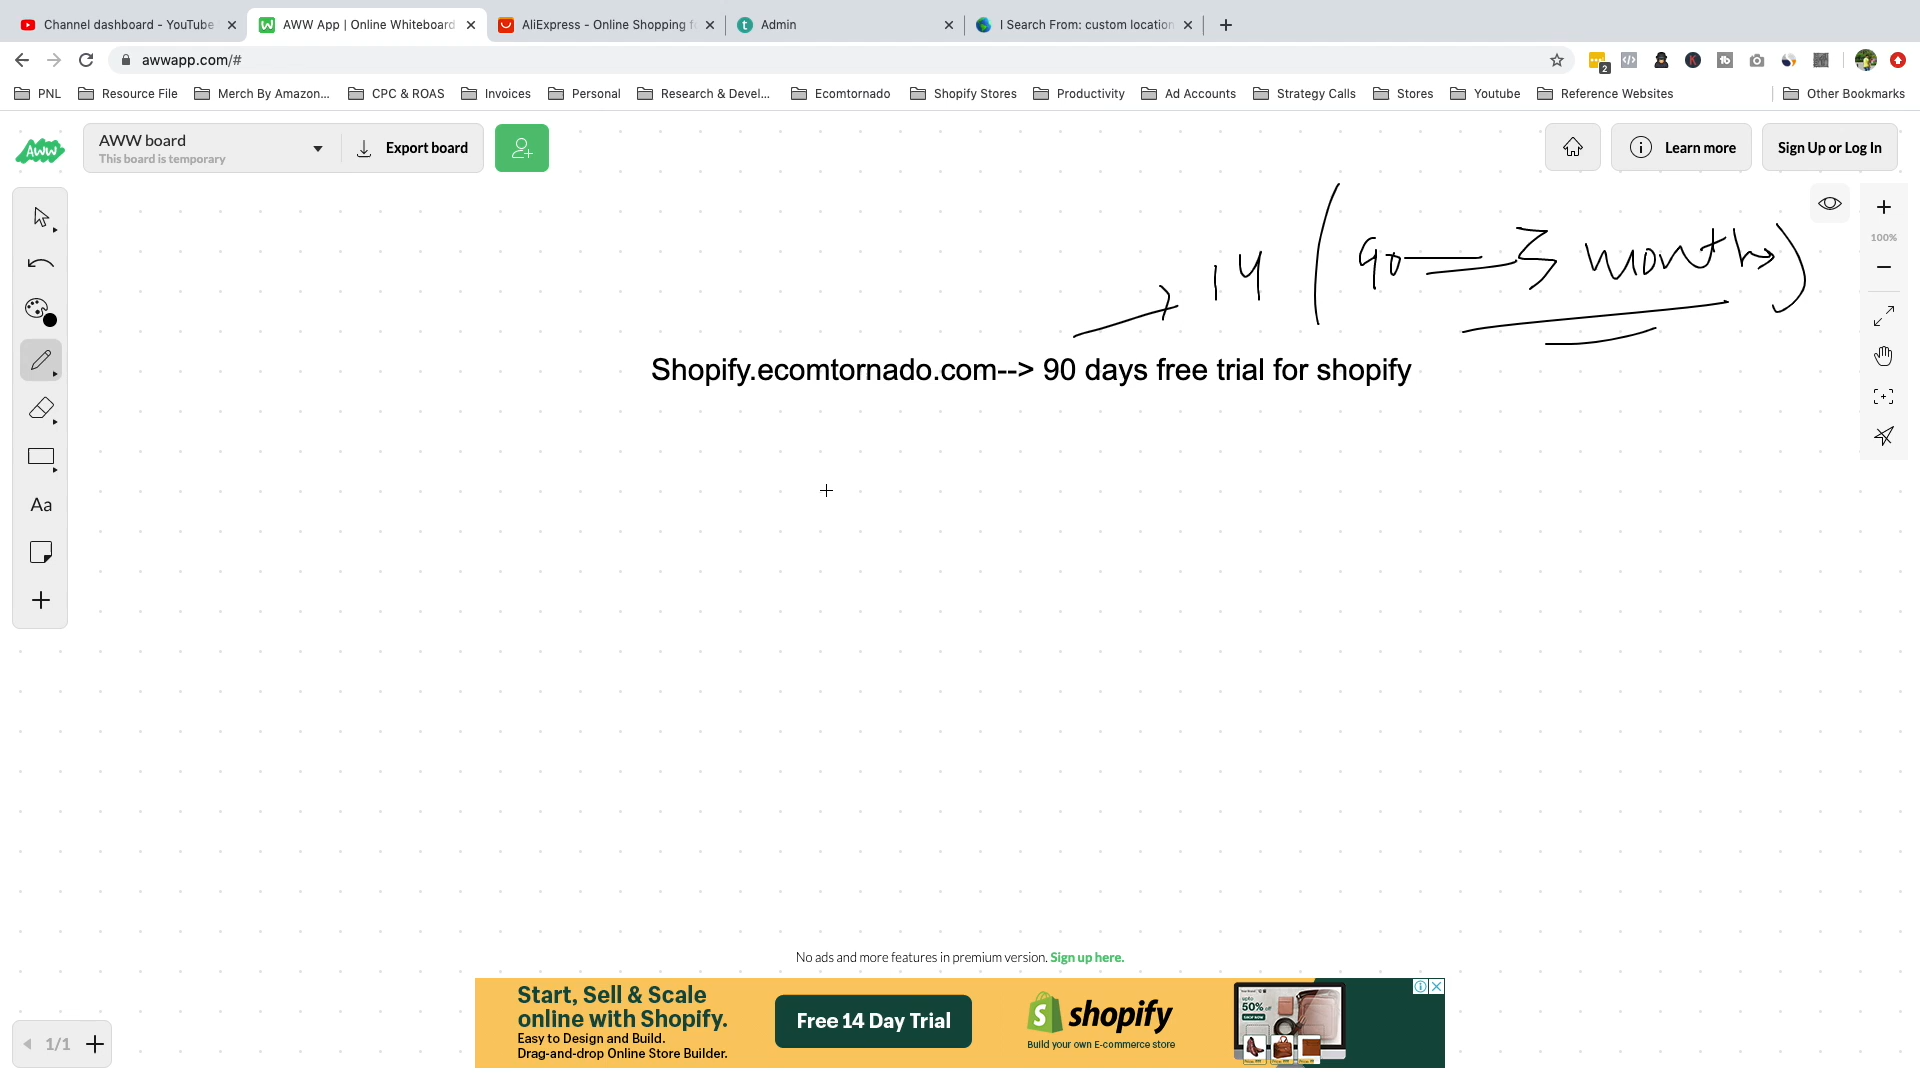 Channel dashboard - YouTube
AWW App | Online Whiteboard
AliExpress - Online Shopping f
Admin
I Search From: custom location
awwapp.com/#
2
PNL
Resource File
Merch By Amazon...
CPC & ROAS
Invoices
Personal
Research & Devel...
Ecomtornado
Shopify Stores
Productivity
Ad Accounts
Strategy Calls
Stores
Youtube
Reference Websites
Other Bookmarks
AWW
AWW board
This board is temporary
Export board
Learn more
Sign Up or Log In
100%
14 (90 — 3 months)
Shopify.ecomtornado.com--> 90 days free trial for shopify
Aa
No ads and more features in premium version. Sign up here.
Start, Sell & Scale
online with Shopify.
Easy to Design and Build.
Drag-and-drop Online Store Builder.
Free 14 Day Trial
shopify
Build your own E-commerce store
50%
1/1